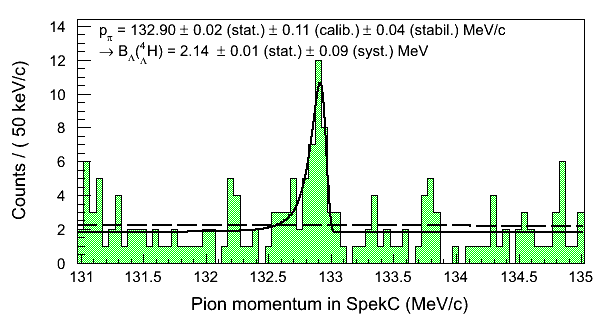 p_π = 132.90 ± 0.02 (stat.) ± 0.11 (calib.) ± 0.04 (stabil.) MeV/c
→ B_Λ(⁴_ΛH) = 2.14 ± 0.01 (stat.) ± 0.09 (syst.) MeV
Counts / ( 50 keV/c)
14
12
10
8
6
4
2
0
131 131.5 132 132.5 133 133.5 134 134.5 135
Pion momentum in SpekC (MeV/c)